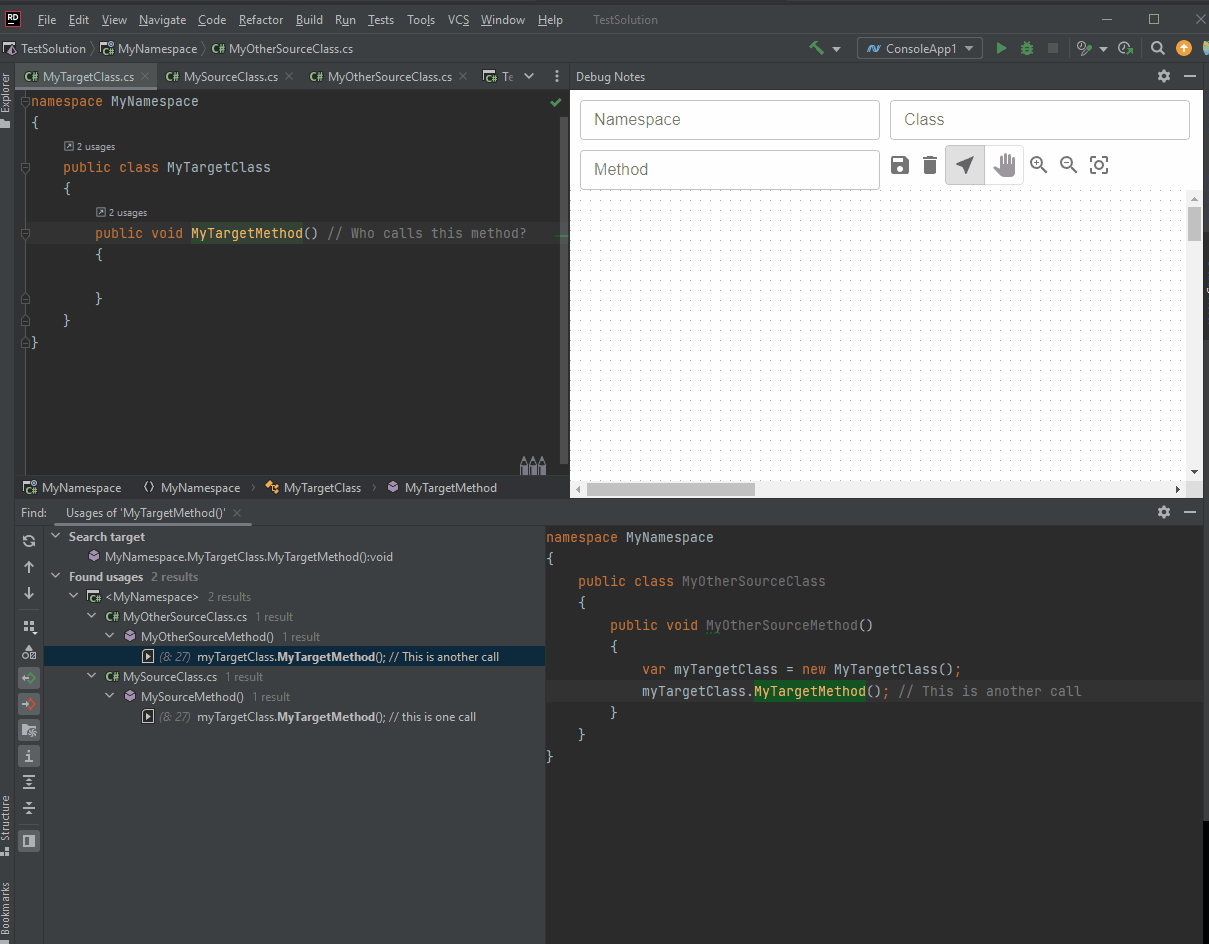 RD File Edit View Navigate Code Refactor Build Run Tests Tools VCS Window Help TestSolution
TestSolution MyNamespace C# MyOtherSourceClass.cs ConsoleApp1
Explorer
C# MyTargetClass.cs C# MySourceClass.cs C# MyOtherSourceClass.cs C# Te
namespace MyNamespace
{
2 usages
public class MyTargetClass
{
2 usages
public void MyTargetMethod() // Who calls this method?
{
}
}
}
MyNamespace MyNamespace MyTargetClass MyTargetMethod
Debug Notes
Namespace Class
Method
Find: Usages of 'MyTargetMethod()'
Search target
MyNamespace.MyTargetClass.MyTargetMethod():void
Found usages 2 results
C# <MyNamespace> 2 results
C# MyOtherSourceClass.cs 1 result
MyOtherSourceMethod() 1 result
(8: 27) myTargetClass.MyTargetMethod(); // This is another call
C# MySourceClass.cs 1 result
MySourceMethod() 1 result
(8: 27) myTargetClass.MyTargetMethod(); // this is one call
namespace MyNamespace
{
public class MyOtherSourceClass
{
public void MyOtherSourceMethod()
{
var myTargetClass = new MyTargetClass();
myTargetClass.MyTargetMethod(); // This is another call
}
}
}
Structure
Bookmarks